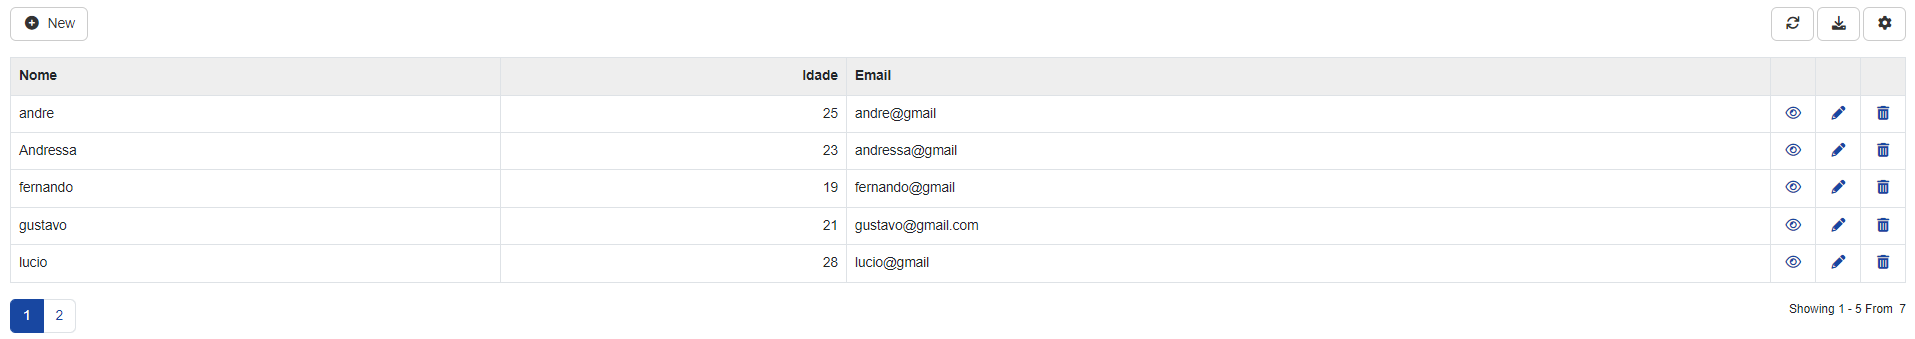 New
Nome Idade Email
andre 25 andre@gmail
Andressa 23 andressa@gmail
fernando 19 fernando@gmail
gustavo 21 gustavo@gmail.com
lucio 28 lucio@gmail
1 2 Showing 1 - 5 From 7